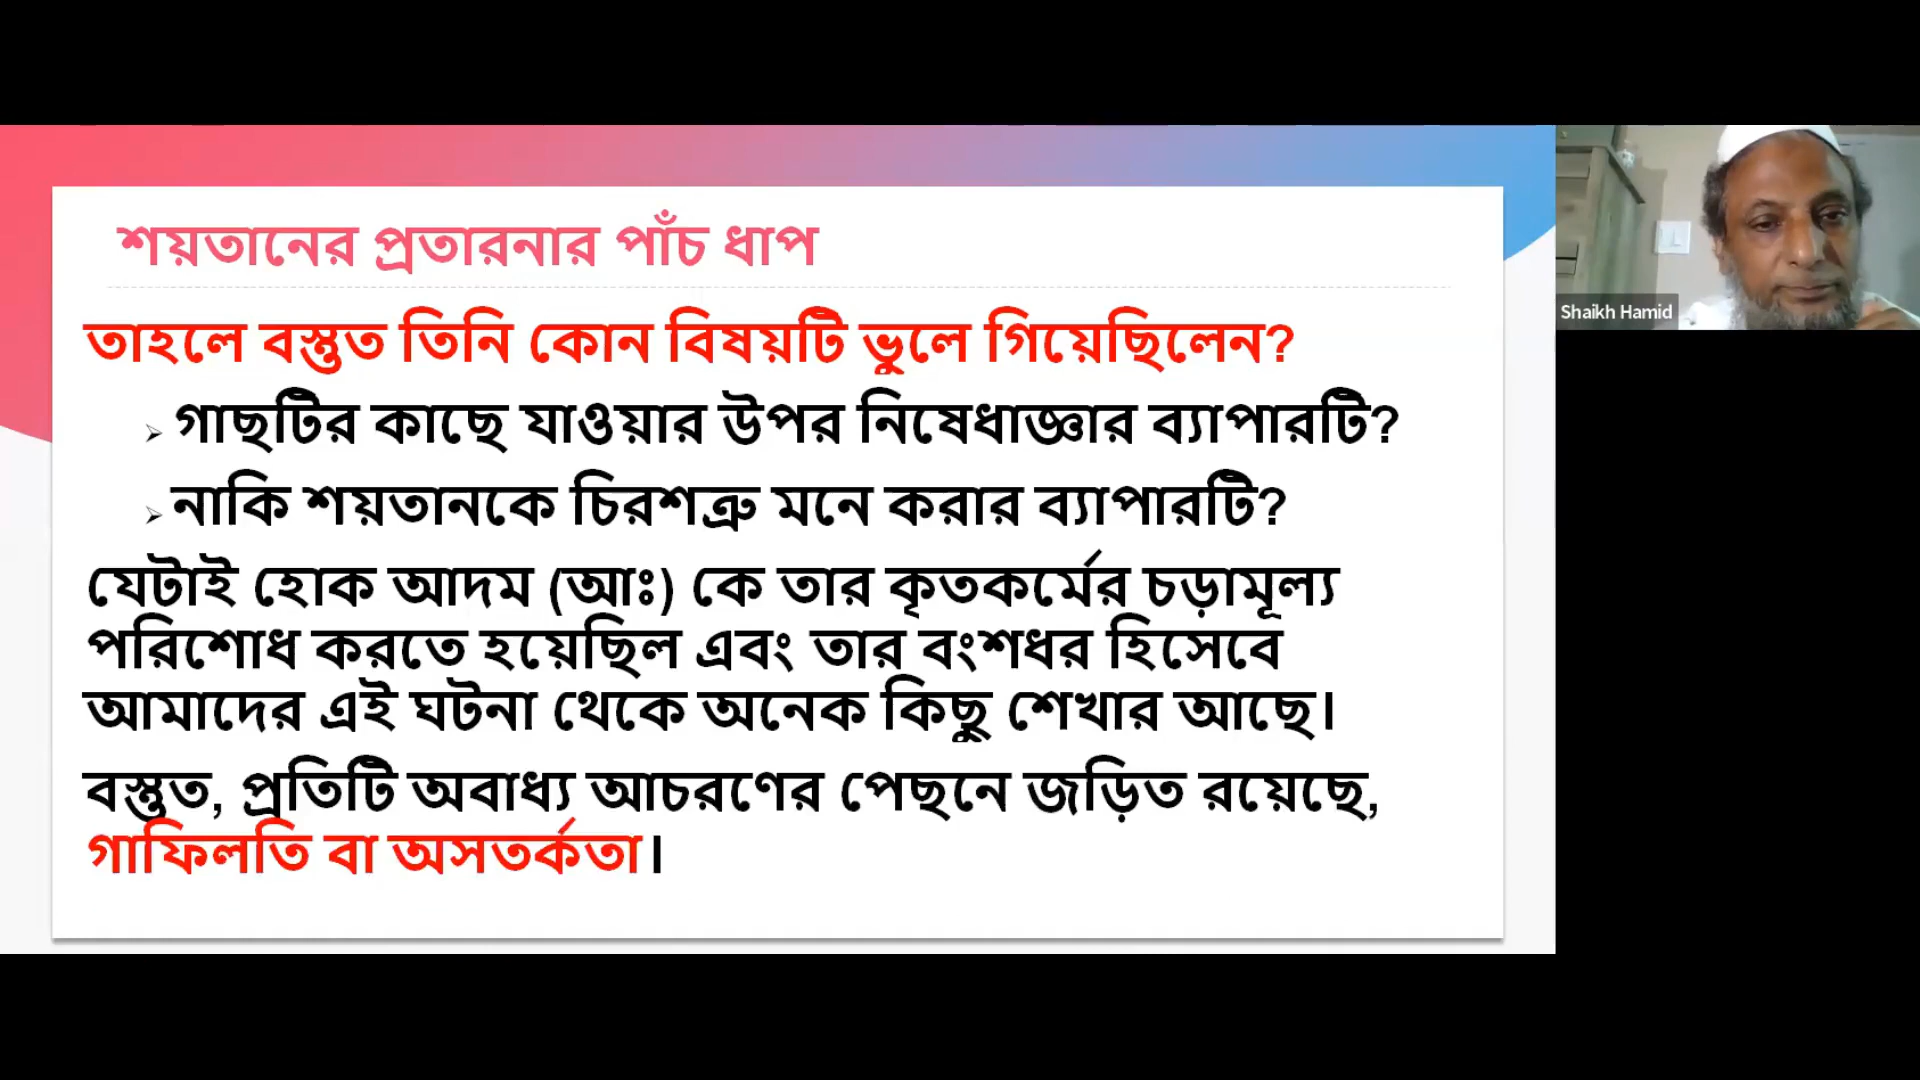 শয়তানের প্রতারনার পাঁচ ধাপ
তাহলে বস্তুত তিনি কোন বিষয়টি ভুলে গিয়েছিলেন?
গাছটির কাছে যাওয়ার উপর নিষেধাজ্ঞার ব্যাপারটি?
নাকি শয়তানকে চিরশত্রু মনে করার ব্যাপারটি?
যেটাই হোক আদম (আঃ) কে তার কৃতকর্মের চড়ামূল্য
পরিশোধ করতে হয়েছিল এবং তার বংশধর হিসেবে
আমাদের এই ঘটনা থেকে অনেক কিছু শেখার আছে।
বস্তুত, প্রতিটি অবাধ্য আচরণের পেছনে জড়িত রয়েছে,
গাফিলতি বা অসতর্কতা।
Shaikh Hamid